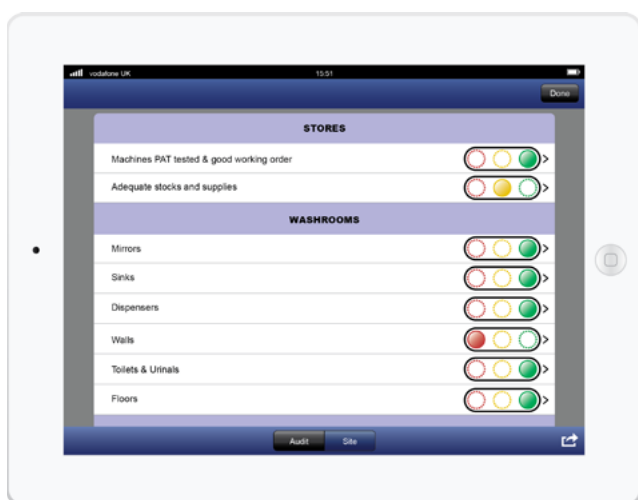 vodafone UK
15:51
Done
STORES
Machines PAT tested & good working order
Adequate stocks and supplies
WASHROOMS
Mirrors
Sinks
Dispensers
Walls
Toilets & Urinals
Floors
Audit Site